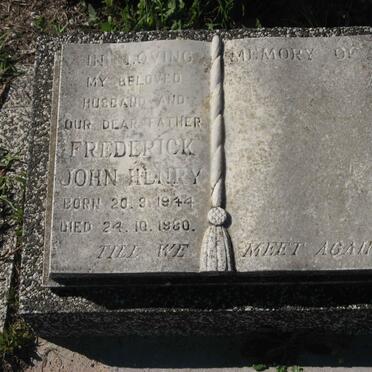 IN LOVING MEMORY OF
MY BELOVED
HUSBAND AND
OUR DEAR FATHER
FREDERICK
JOHN HENRY
BORN 20.3.1944
DIED 24.10.1980.
TILL WE MEET AGAIN